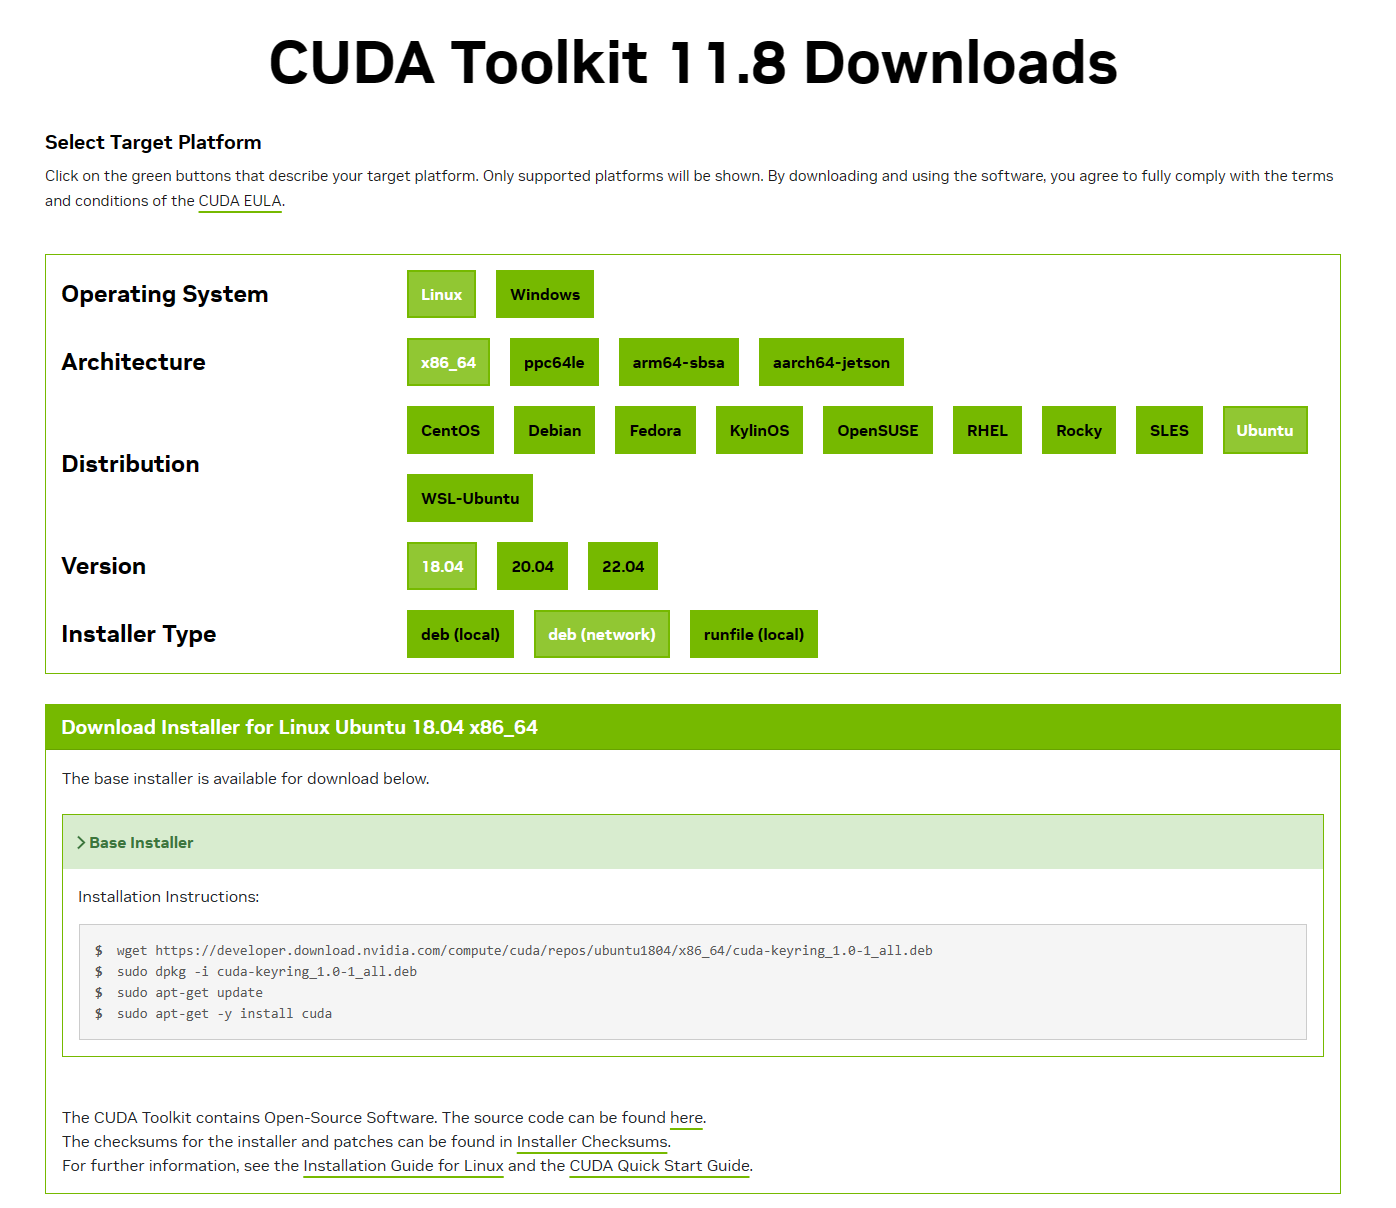 CUDA Toolkit 11.8 Downloads
Select Target Platform
Click on the green buttons that describe your target platform. Only supported platforms will be shown. By downloading and using the software, you agree to fully comply with the terms
and conditions of the CUDA EULA.
Operating System
Linux Windows
Architecture
x86_64 ppc64le arm64-sbsa aarch64-jetson
Distribution
CentOS Debian Fedora KylinOS OpenSUSE RHEL Rocky SLES Ubuntu
WSL-Ubuntu
Version
18.04 20.04 22.04
Installer Type
deb (local) deb (network) runfile (local)
Download Installer for Linux Ubuntu 18.04 x86_64
The base installer is available for download below.
Base Installer
Installation Instructions:
$ wget https://developer.download.nvidia.com/compute/cuda/repos/ubuntu1804/x86_64/cuda-keyring_1.0-1_all.deb
$ sudo dpkg -i cuda-keyring_1.0-1_all.deb
$ sudo apt-get update
$ sudo apt-get -y install cuda
The CUDA Toolkit contains Open-Source Software. The source code can be found here.
The checksums for the installer and patches can be found in Installer Checksums.
For further information, see the Installation Guide for Linux and the CUDA Quick Start Guide.